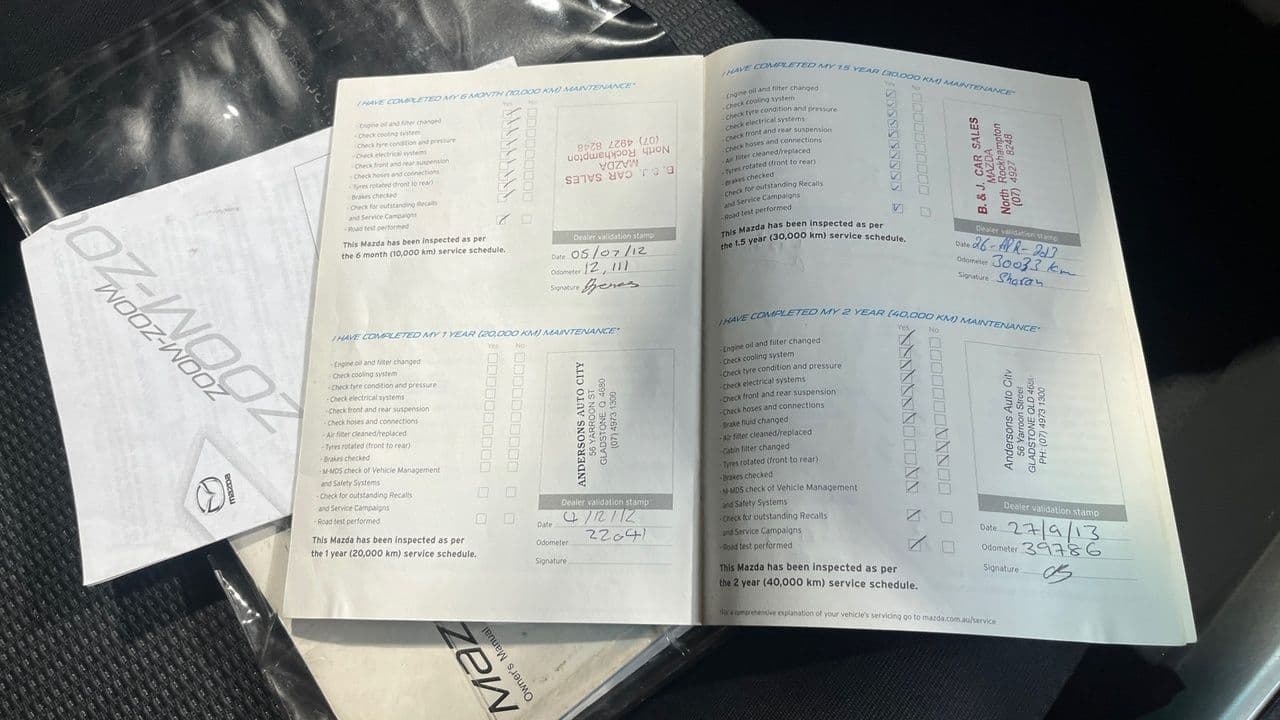 I HAVE COMPLETED MY 6 MONTH (10,000 KM) MAINTENANCE*
Yes No
- Engine oil and filter changed
- Check cooling system
- Check tyre condition and pressure
- Check electrical systems
- Check front and rear suspension
- Check hoses and connections
- Tyres rotated (front to rear)
- Brakes checked
- Check for outstanding Recalls
and Service Campaigns
- Road test performed
This Mazda has been inspected as per
the 6 month (10,000 km) service schedule.
B. & J. CAR SALES
MAZDA
North Rockhampton
(07) 4927 8248
Dealer validation stamp
Date 05/07/12
Odometer 12,111
Signature
I HAVE COMPLETED MY 1 YEAR (20,000 KM) MAINTENANCE*
Yes No
- Engine oil and filter changed
- Check cooling system
- Check tyre condition and pressure
- Check electrical systems
- Check front and rear suspension
- Check hoses and connections
- Air filter cleaned/replaced
- Tyres rotated (front to rear)
- Brakes checked
- M-MDS check of Vehicle Management
and Safety Systems
- Check for outstanding Recalls
and Service Campaigns
- Road test performed
This Mazda has been inspected as per
the 1 year (20,000 km) service schedule.
ANDERSONS AUTO CITY
56 YARROON ST
GLADSTONE Q 4680
(07) 4973 1300
Dealer validation stamp
Date 4/12/12
Odometer 22041
Signature
I HAVE COMPLETED MY 1.5 YEAR (30,000 KM) MAINTENANCE*
Yes No
- Engine oil and filter changed
- Check cooling system
- Check tyre condition and pressure
- Check electrical systems
- Check front and rear suspension
- Check hoses and connections
- Air filter cleaned/replaced
- Tyres rotated (front to rear)
- Brakes checked
- Check for outstanding Recalls
and Service Campaigns
- Road test performed
This Mazda has been inspected as per
the 1.5 year (30,000 km) service schedule.
B. & J. CAR SALES
MAZDA
North Rockhampton
(07) 4927 8248
Dealer validation stamp
Date 26-APR-2013
Odometer 30033 km
Signature Sharan
I HAVE COMPLETED MY 2 YEAR (40,000 KM) MAINTENANCE*
Yes No
- Engine oil and filter changed
- Check cooling system
- Check tyre condition and pressure
- Check electrical systems
- Check front and rear suspension
- Check hoses and connections
- Brake fluid changed
- Air filter cleaned/replaced
- Cabin filter changed
- Tyres rotated (front to rear)
- Brakes checked
- M-MDS check of Vehicle Management
and Safety Systems
- Check for outstanding Recalls
and Service Campaigns
- Road test performed
This Mazda has been inspected as per
the 2 year (40,000 km) service schedule.
Andersons Auto City
56 Yarroon Street
GLADSTONE QLD 4680
PH: (07) 4973 1300
Dealer validation stamp
Date 27/9/13
Odometer 39786
Signature
*For a comprehensive explanation of your vehicle's servicing go to mazda.com.au/service
ZOOM-ZOOM
ZOOM-ZOO
mazda
Maz
Owner's Manual